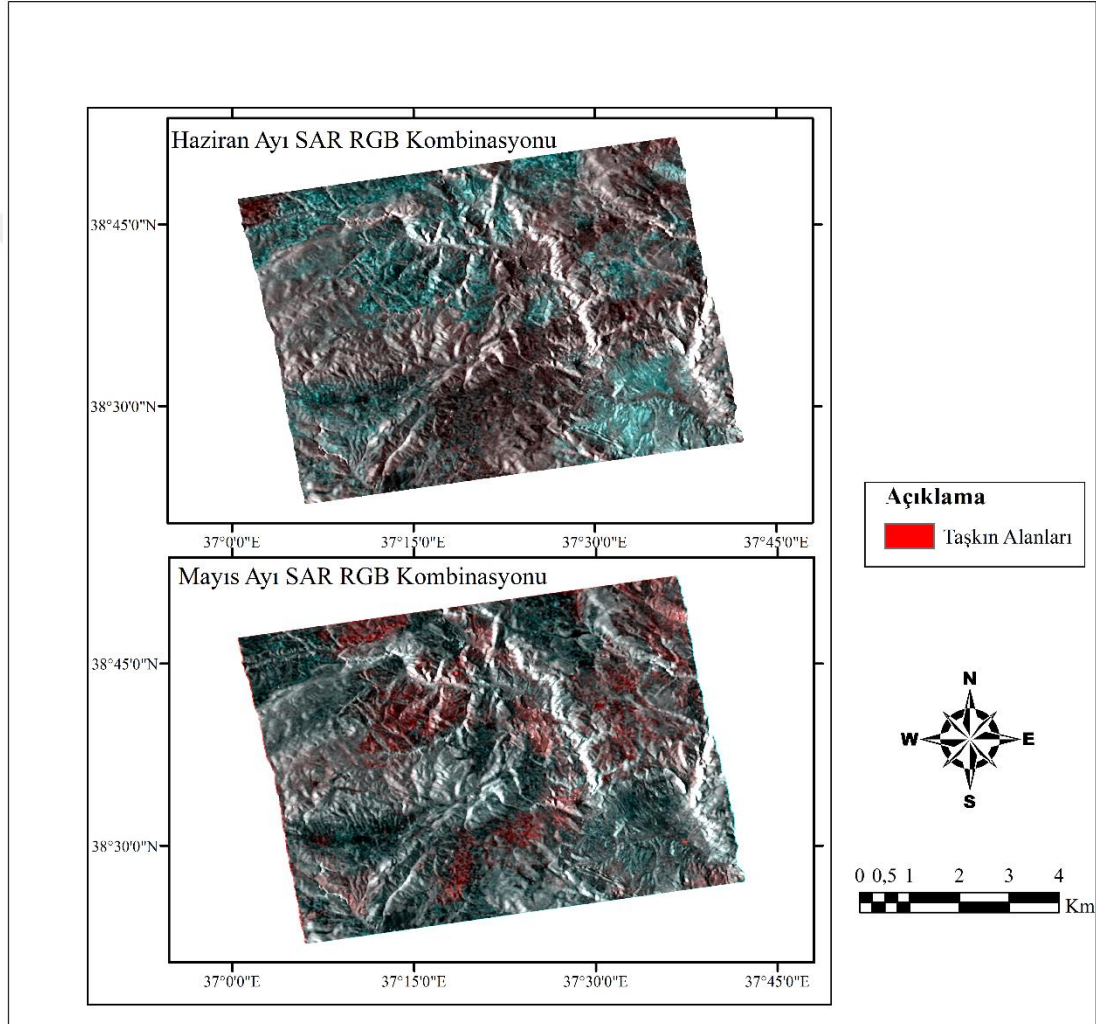 Haziran Ayı SAR RGB Kombinasyonu
38°45'0"N
38°30'0"N
37°0'0"E 37°15'0"E 37°30'0"E 37°45'0"E
Mayıs Ayı SAR RGB Kombinasyonu
38°45'0"N
38°30'0"N
37°0'0"E 37°15'0"E 37°30'0"E 37°45'0"E
Açıklama
Taşkın Alanları
N
W E
S
0 0,5 1 2 3 4
Km